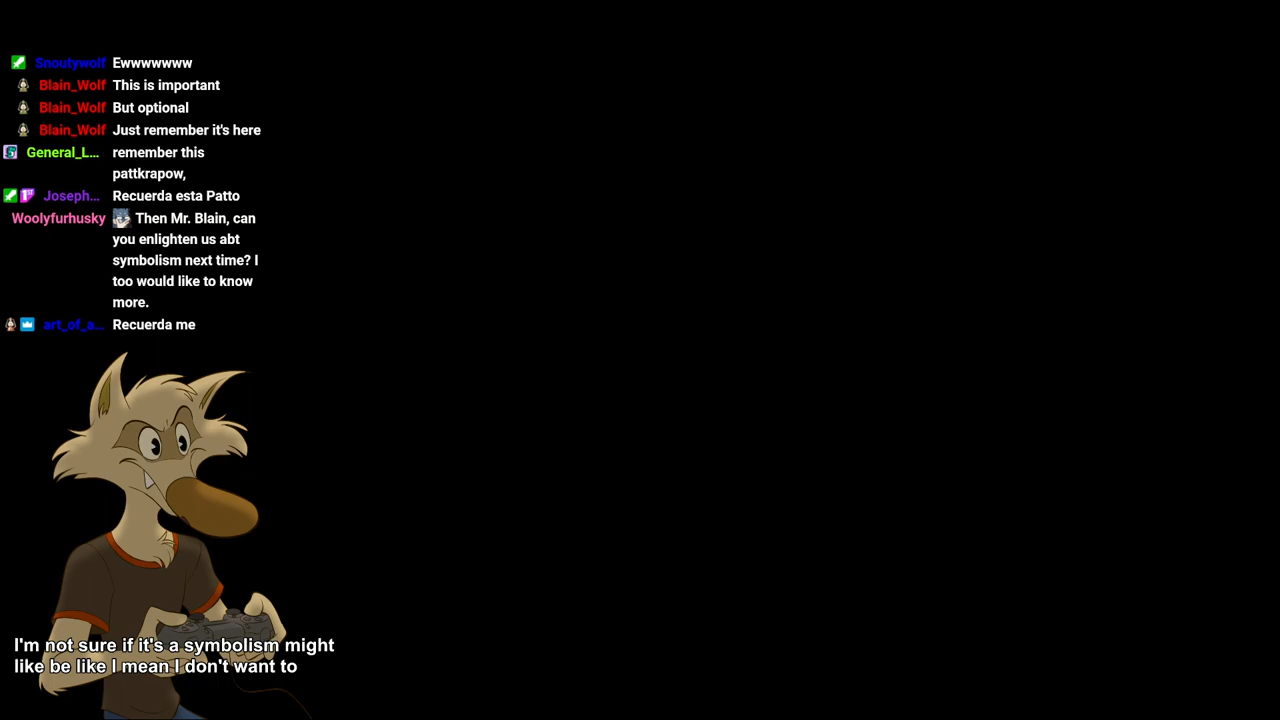 Snoutywolf Ewwwwwww
Blain_Wolf This is important
Blain_Wolf But optional
Blain_Wolf Just remember it's here
General_L... remember this
pattkrapow,
Joseph... Recuerda esta Patto
Woolyfurhusky Then Mr. Blain, can
you enlighten us abt
symbolism next time? I
too would like to know
more.
art_of_a... Recuerda me
I'm not sure if it's a symbolism might
like be like I mean I don't want to